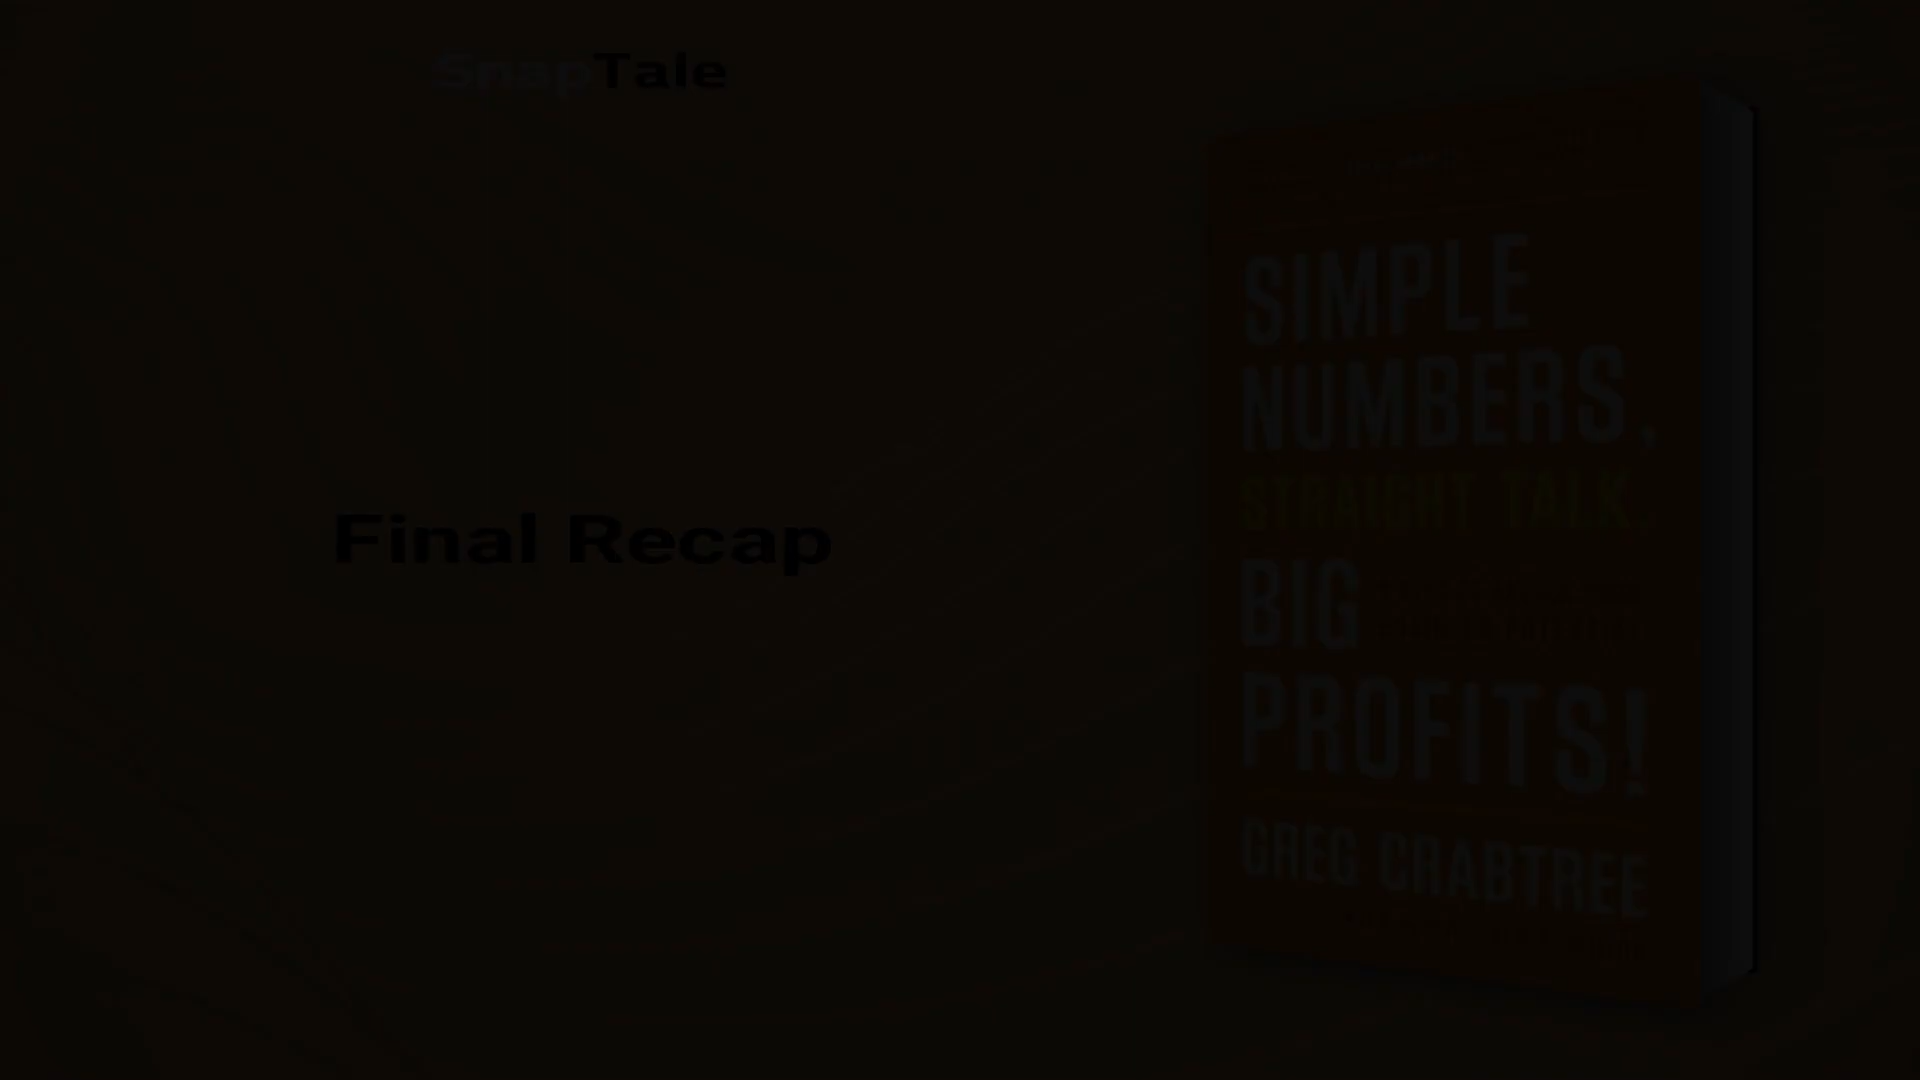 SnapTale
Final Recap
SIMPLE
NUMBERS,
STRAIGHT TALK,
BIG
PROFITS!
GREG CRABTREE